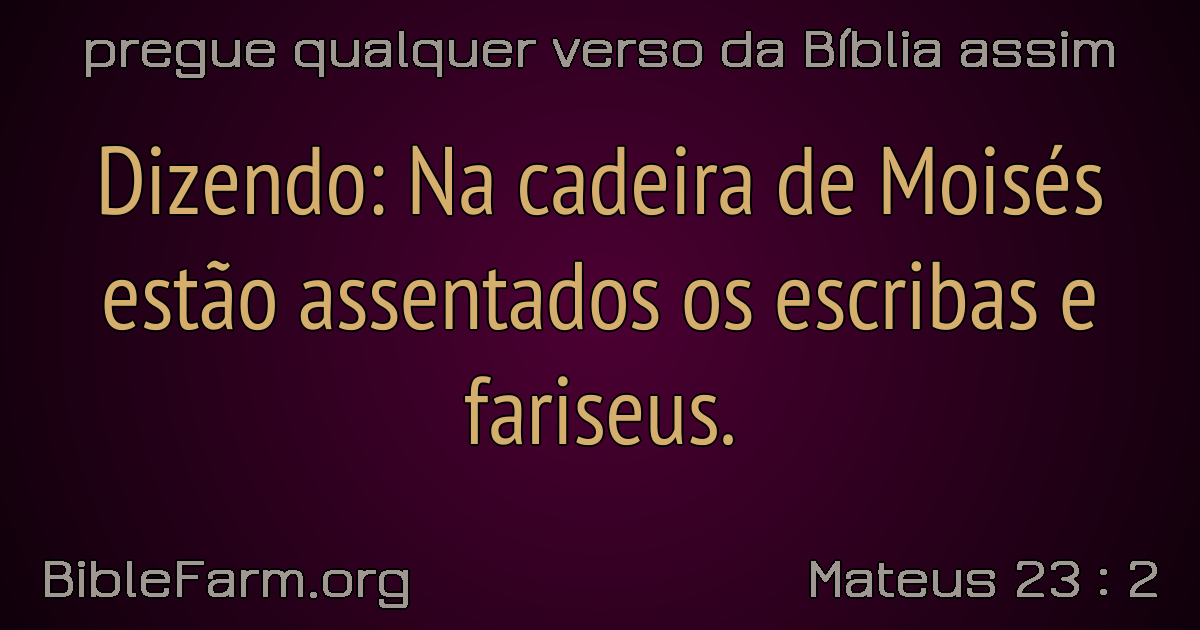 pregue qualquer verso da Bíblia assim
Dizendo: Na cadeira de Moisés
estão assentados os escribas e
fariseus.
BibleFarm.org
Mateus 23 : 2